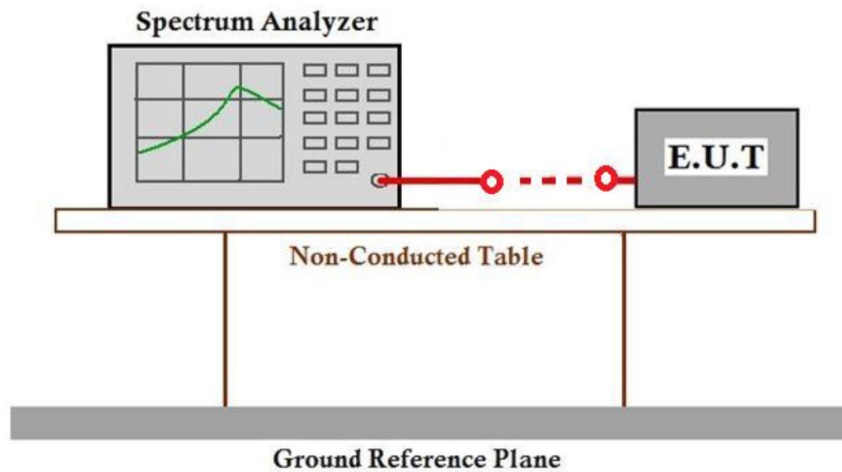 Spectrum Analyzer
E.U.T
Non-Conducted Table
Ground Reference Plane